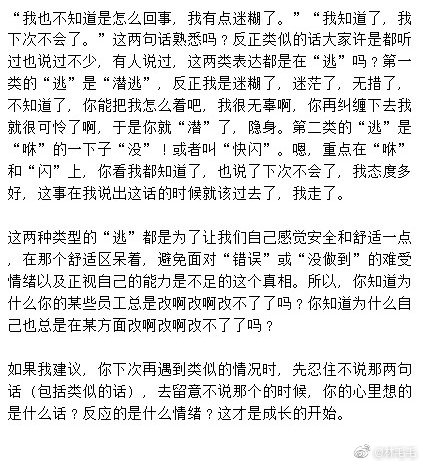 “我也不知道是怎么回事，我有点迷糊了”“我知道了，我
下次不会了。”这两句话熟悉吗？反正类似的话大家许是都听
过也说过不少，有人说过，这两类表达都是在“逃”吗？第一
类的“逃”是“潜逃”，反正我是迷糊了，迷茫了，无措了，
不知道了，你能把我怎么着吧，我很无辜啊，你再纠缠下去我
就很可怜了啊，于是你就“潜”了，隐身。第二类的“逃”是
“咻”的一下子“没”！或者叫“快闪”。嗯，重点在“咻”
和“闪”上，你看我都知道了，也说了下次不会了，我态度多
好，这事在我说出这话的时候就该过去了，我走了。
这两种类型的“逃”都是为了让我们自己感觉安全和舒适一点
，在那个舒适区呆着，避免面对“错误”或“没做到”的难受
情绪以及正视自己的能力是不足的这个真相。所以，你知道为
什么你的某些员工总是改啊改啊改不了了吗？你知道为什么自
己也总是在某方面改啊改啊改不了了吗？
如果我建议，你下次再遇到类似的情况时，先忍住不说那两句
话（包括类似的话），去留意不说那个的时候，你的心里想的
是什么话？反应的是什么情绪？这才是成长的开始。
@林毛毛